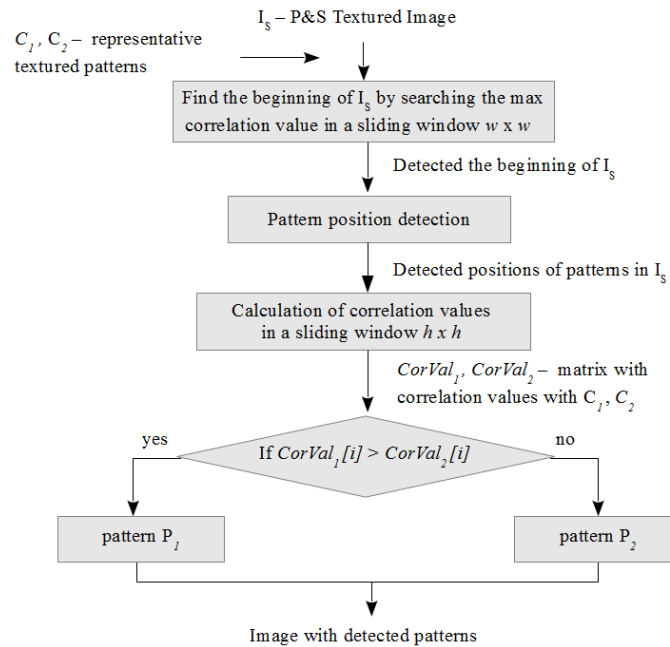 I_S – P&S Textured Image
C_1, C_2 – representative
textured patterns
Find the beginning of I_S by searching the max
correlation value in a sliding window w x w
Detected the beginning of I_S
Pattern position detection
Detected positions of patterns in I_S
Calculation of correlation values
in a sliding window h x h
CorVal_1, CorVal_2 – matrix with
correlation values with C_1, C_2
yes
no
If CorVal_1[i] > CorVal_2[i]
pattern P_1
pattern P_2
Image with detected patterns